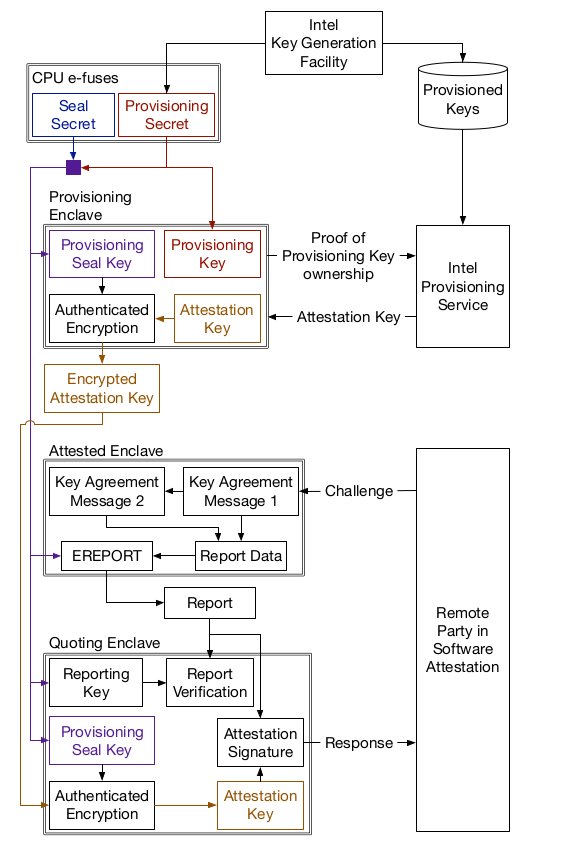 Intel
Key Generation
Facility
CPU e-fuses
Seal
Secret
Provisioning
Secret
Provisioned
Keys
Provisioning
Enclave
Provisioning
Seal Key
Provisioning
Key
Proof of
Provisioning Key
ownership
Intel
Provisioning
Service
Authenticated
Encryption
Attestation
Key
Attestation Key
Encrypted
Attestation Key
Attested Enclave
Key Agreement
Message 2
Key Agreement
Message 1
Challenge
EREPORT
Report Data
Report
Remote
Party in
Software
Attestation
Quoting Enclave
Reporting
Key
Report
Verification
Provisioning
Seal Key
Attestation
Signature
Response
Authenticated
Encryption
Attestation
Key